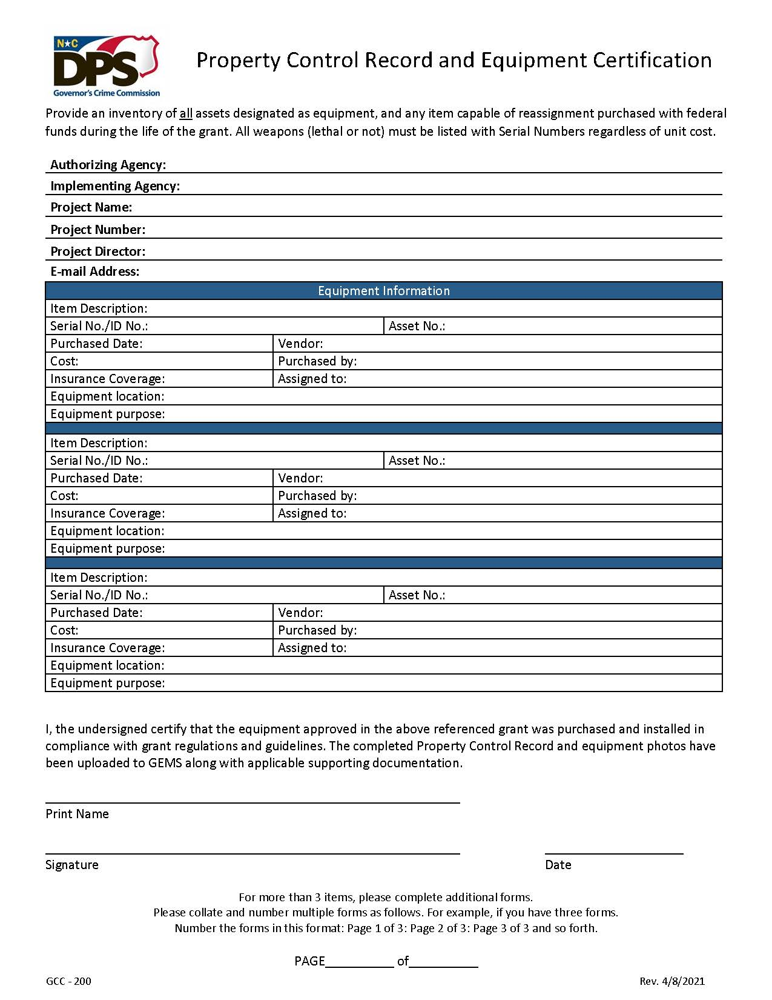 N★C
DPS
Governor's Crime Commission
Property Control Record and Equipment Certification
Provide an inventory of all assets designated as equipment, and any item capable of reassignment purchased with federal
funds during the life of the grant. All weapons (lethal or not) must be listed with Serial Numbers regardless of unit cost.
Authorizing Agency:
Implementing Agency:
Project Name:
Project Number:
Project Director:
E-mail Address:
Equipment Information
Item Description:
Serial No./ID No.: Asset No.:
Purchased Date: Vendor:
Cost: Purchased by:
Insurance Coverage: Assigned to:
Equipment location:
Equipment purpose:
Item Description:
Serial No./ID No.: Asset No.:
Purchased Date: Vendor:
Cost: Purchased by:
Insurance Coverage: Assigned to:
Equipment location:
Equipment purpose:
Item Description:
Serial No./ID No.: Asset No.:
Purchased Date: Vendor:
Cost: Purchased by:
Insurance Coverage: Assigned to:
Equipment location:
Equipment purpose:
I, the undersigned certify that the equipment approved in the above referenced grant was purchased and installed in
compliance with grant regulations and guidelines. The completed Property Control Record and equipment photos have
been uploaded to GEMS along with applicable supporting documentation.
Print Name
Signature Date
For more than 3 items, please complete additional forms.
Please collate and number multiple forms as follows. For example, if you have three forms.
Number the forms in this format: Page 1 of 3: Page 2 of 3: Page 3 of 3 and so forth.
PAGE__________ of__________
GCC - 200 Rev. 4/8/2021